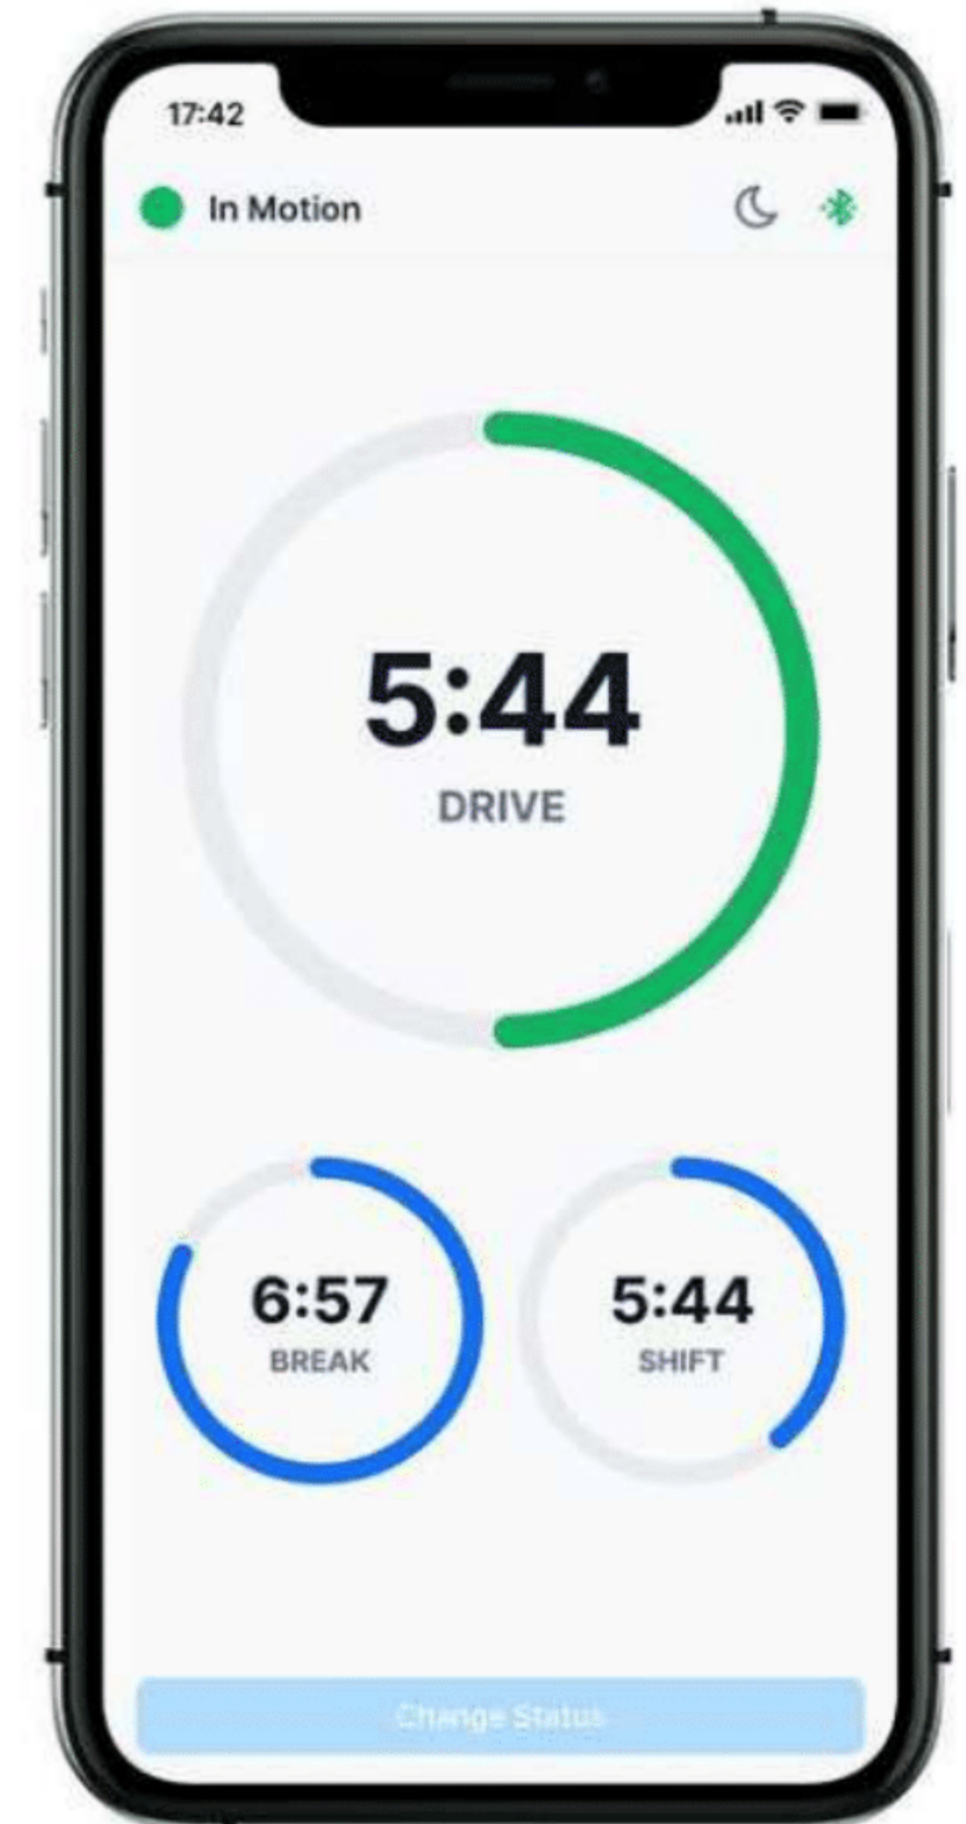 17:42
In Motion
5:44
DRIVE
6:57
BREAK
5:44
SHIFT
Change Status